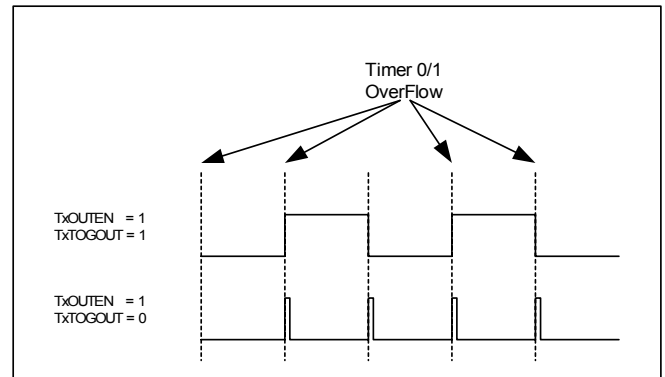 Timer 0/1
OverFlow
TxOUTEN = 1
TxTOGOUT = 1
TxOUTEN = 1
TxTOGOUT = 0